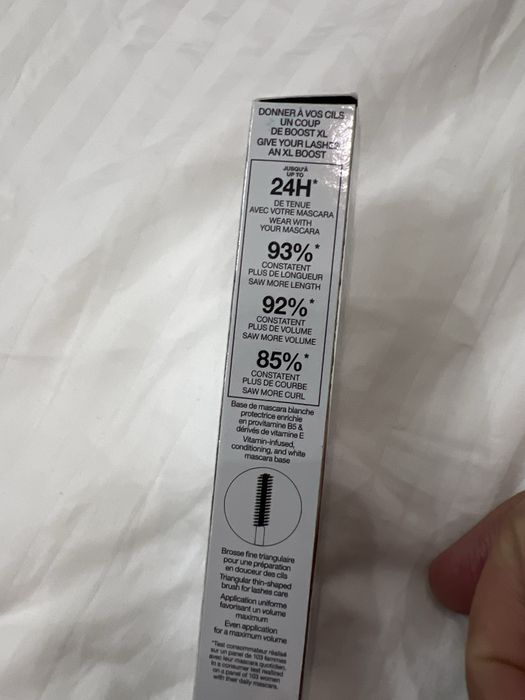 DONNER À VOS CILS
UN COUP
DE BOOST XL
GIVE YOUR LASHES
AN XL BOOST
JUSQU'À
UP TO
24H*
DE TENUE
AVEC VOTRE MASCARA
WEAR WITH
YOUR MASCARA
93%*
CONSTATENT
PLUS DE LONGUEUR
SAW MORE LENGTH
92%*
CONSTATENT
PLUS DE VOLUME
SAW MORE VOLUME
85%*
CONSTATENT
PLUS DE COURBE
SAW MORE CURL
Base de mascara blanche
protectrice enrichie
en provitamine B5 &
dérivés de vitamine E
Vitamin-infused,
conditioning, and white
mascara base
Brosse fine triangulaire
pour une préparation
en douceur des cils
Triangular thin-shaped
brush for lashes care
Application uniforme
favorisant un volume
maximum
Even application
for a maximum volume
*Test consommateur réalisé
sur un panel de 103 femmes
avec leur mascara quotidien.
In a consumer test realized
on a panel of 103 women
with their daily mascara.